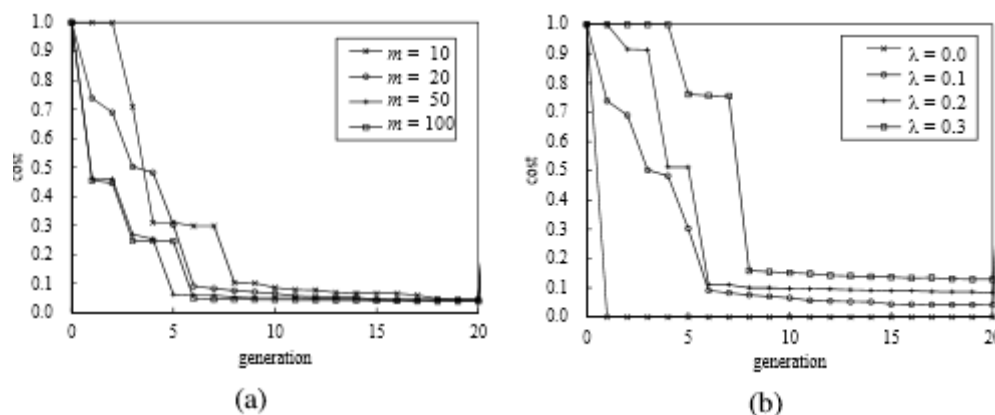 1.0
0.9
0.8
0.7
0.6
0.5
0.4
0.3
0.2
0.1
0.0
cost
0 5 10 15 20
generation
m = 10
m = 20
m = 50
m = 100
(a)
1.0
0.9
0.8
0.7
0.6
0.5
0.4
0.3
0.2
0.1
0.0
cost
0 5 10 15 20
generation
λ = 0.0
λ = 0.1
λ = 0.2
λ = 0.3
(b)